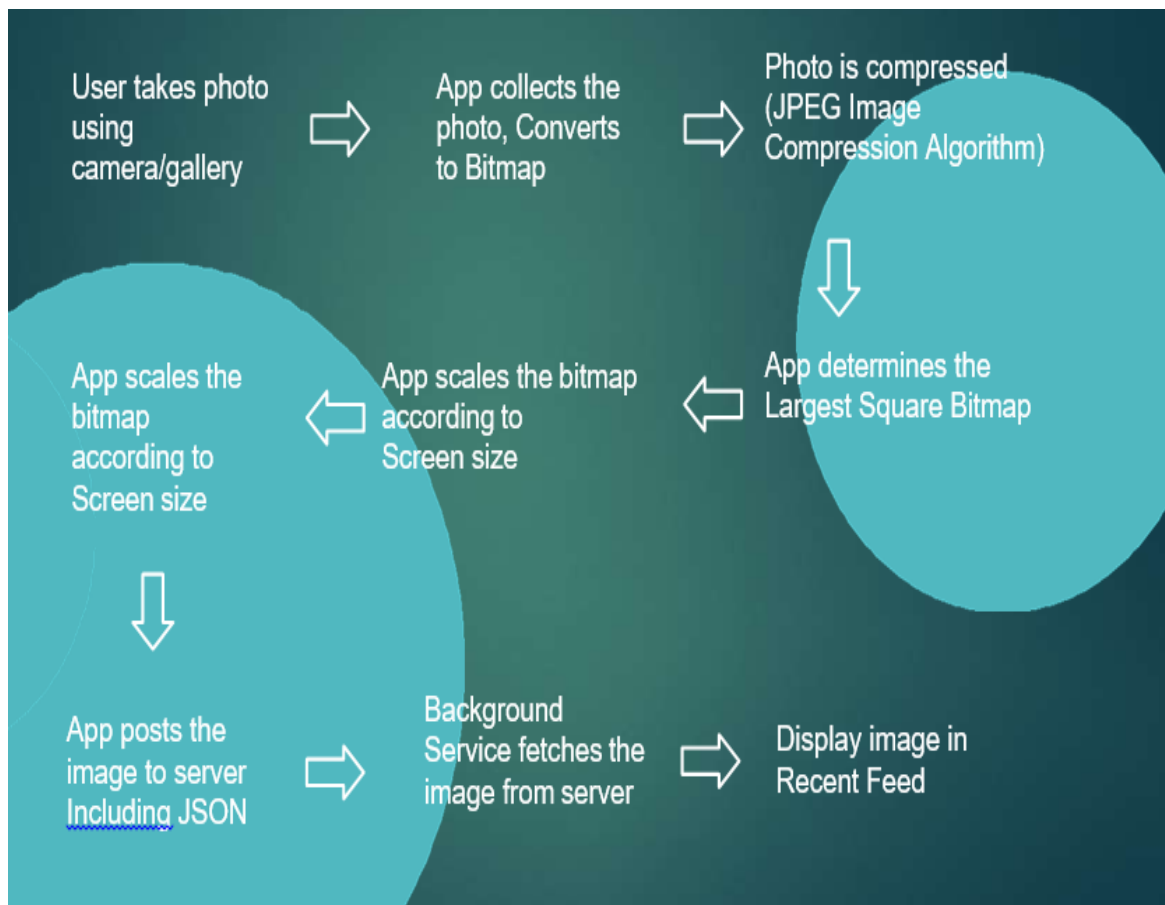 User takes photo
using
camera/gallery
App collects the
photo, Converts
to Bitmap
Photo is compressed
(JPEG Image
Compression Algorithm)
App determines the
Largest Square Bitmap
App scales the bitmap
according to
Screen size
App scales the
bitmap
according to
Screen size
App posts the
image to server
Including JSON
Background
Service fetches the
image from server
Display image in
Recent Feed